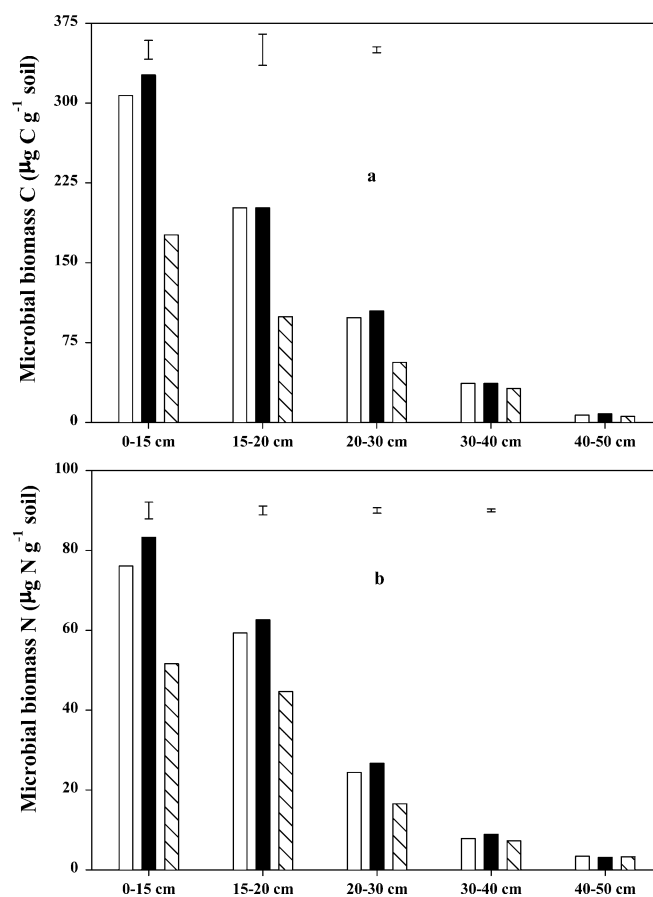 375
300
225
150
75
0
Microbial biomass C (µg C g⁻¹ soil)
a
0-15 cm 15-20 cm 20-30 cm 30-40 cm 40-50 cm
100
80
60
40
20
0
Microbial biomass N (µg N g⁻¹ soil)
b
0-15 cm 15-20 cm 20-30 cm 30-40 cm 40-50 cm